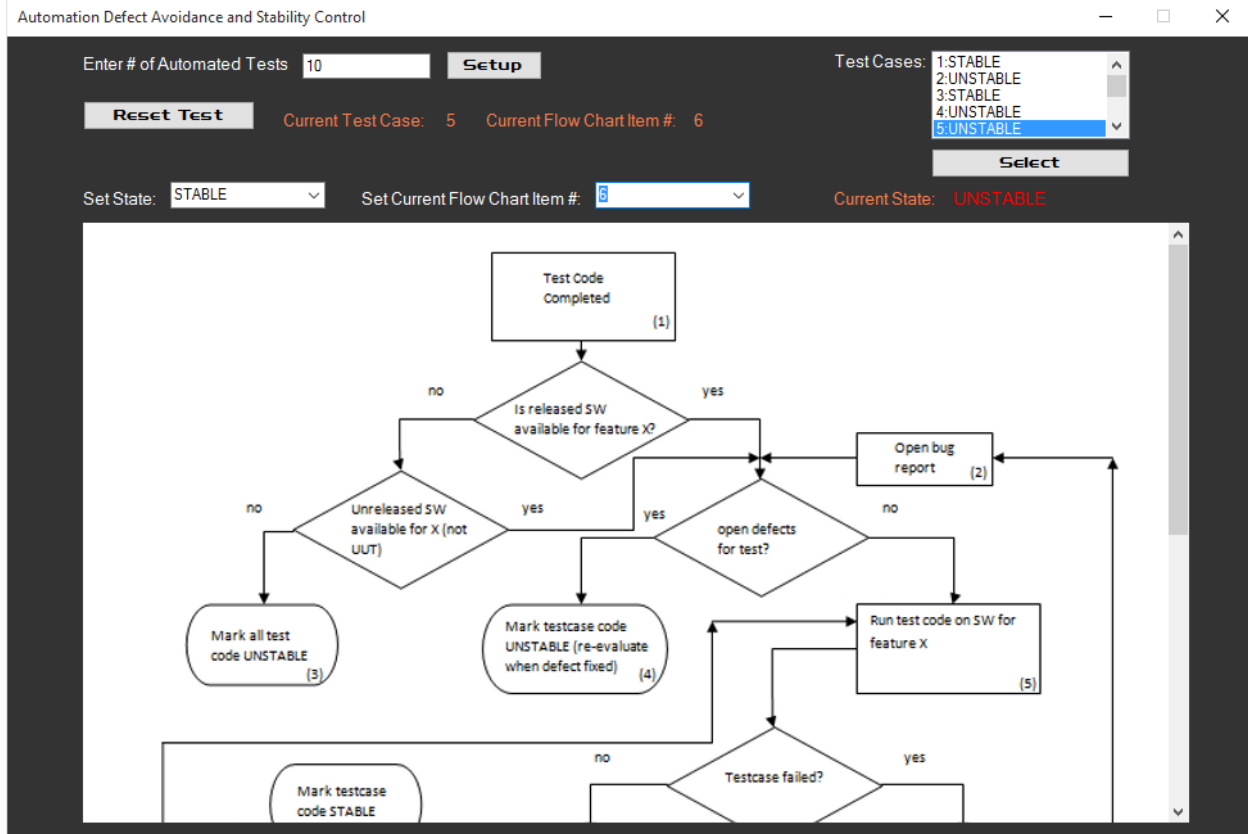 Automation Defect Avoidance and Stability Control
Enter # of Automated Tests
10
Setup
Test Cases:
1:STABLE
2:UNSTABLE
3:STABLE
4:UNSTABLE
5:UNSTABLE
Reset Test
Current Test Case: 5
Current Flow Chart Item #: 6
Select
Set State:
STABLE
Set Current Flow Chart Item #:
6
Current State: UNSTABLE
Test Code
Completed
(1)
no
yes
Is released SW
available for feature X?
Open bug
report
(2)
no
Unreleased SW
available for X (not
UUT)
yes
yes
open defects
for test?
no
Mark all test
code UNSTABLE
(3)
Mark testcase code
UNSTABLE (re-evaluate
when defect fixed)
(4)
Run test code on SW for
feature X
(5)
no
Testcase failed?
yes
Mark testcase
code STABLE